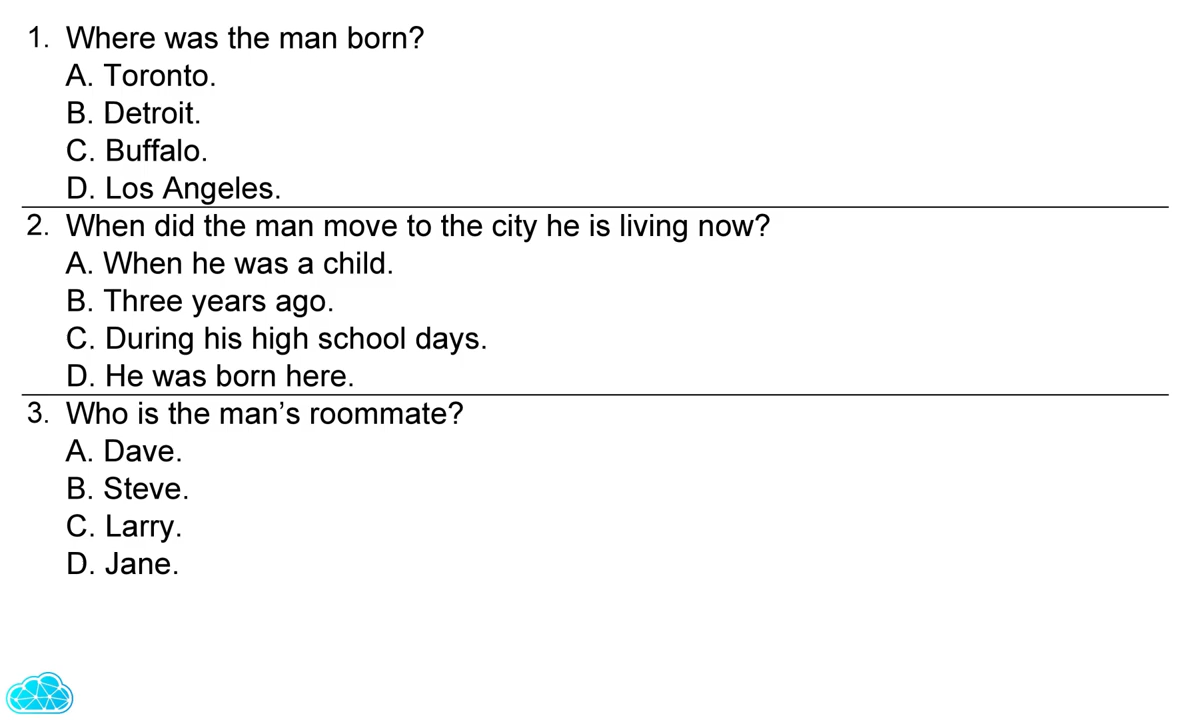 1. Where was the man born?
A. Toronto.
B. Detroit.
C. Buffalo.
D. Los Angeles.
2. When did the man move to the city he is living now?
A. When he was a child.
B. Three years ago.
C. During his high school days.
D. He was born here.
3. Who is the man’s roommate?
A. Dave.
B. Steve.
C. Larry.
D. Jane.